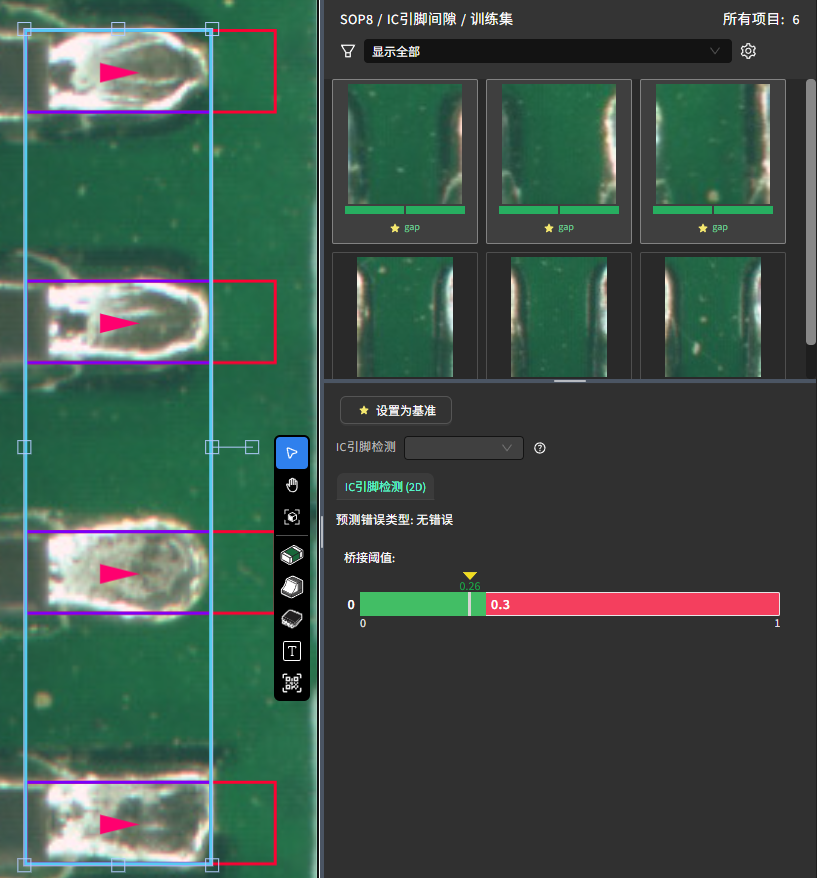 SOP8 / IC引脚间隙 / 训练集
所有项目: 6
显示全部
gap
gap
gap
设置为基准
IC引脚检测
IC引脚检测 (2D)
预测错误类型: 无错误
桥接阈值:
0.26
0
0.3
0
1
T